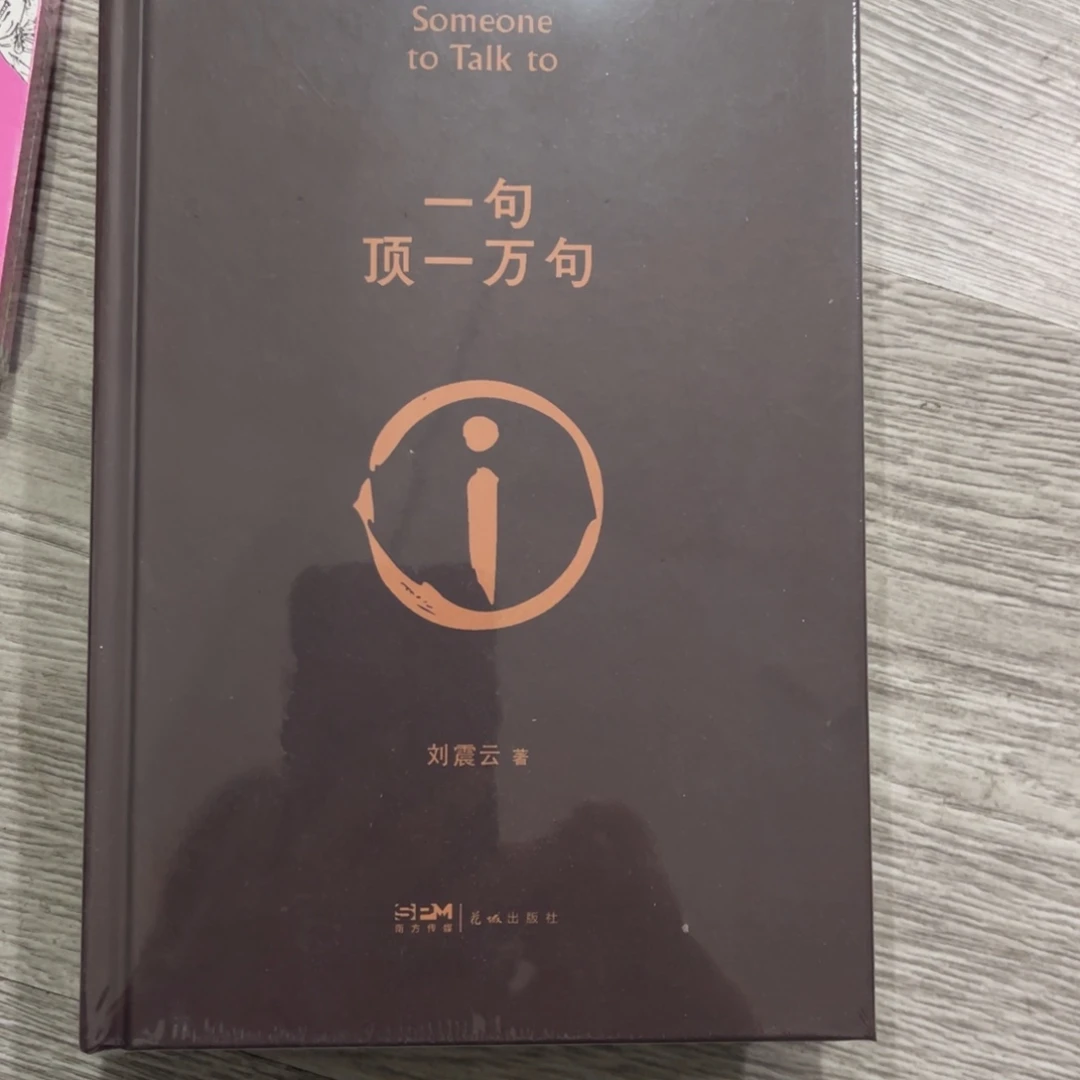 Someone
to Talk to
一句
顶一万句
刘震云 著
SPM
南方传媒
花城出版社